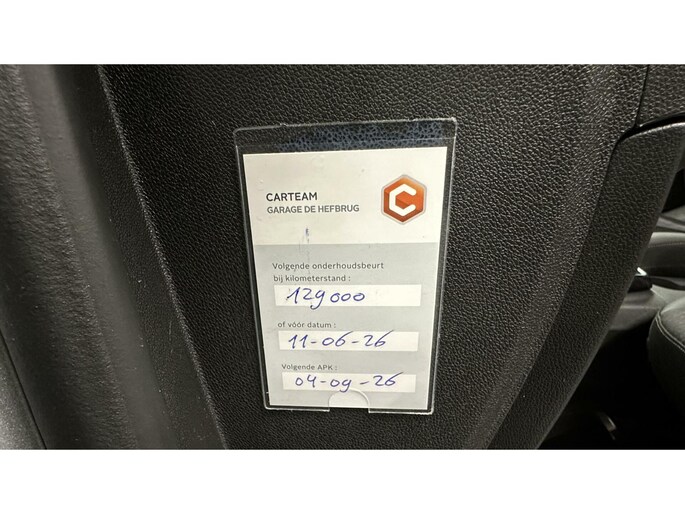 CARTEAM
GARAGE DE HEFBRUG
C
Volgende onderhoudsbeurt
bij kilometerstand :
129000
of vóór datum :
11-06-26
Volgende APK :
04-09-26